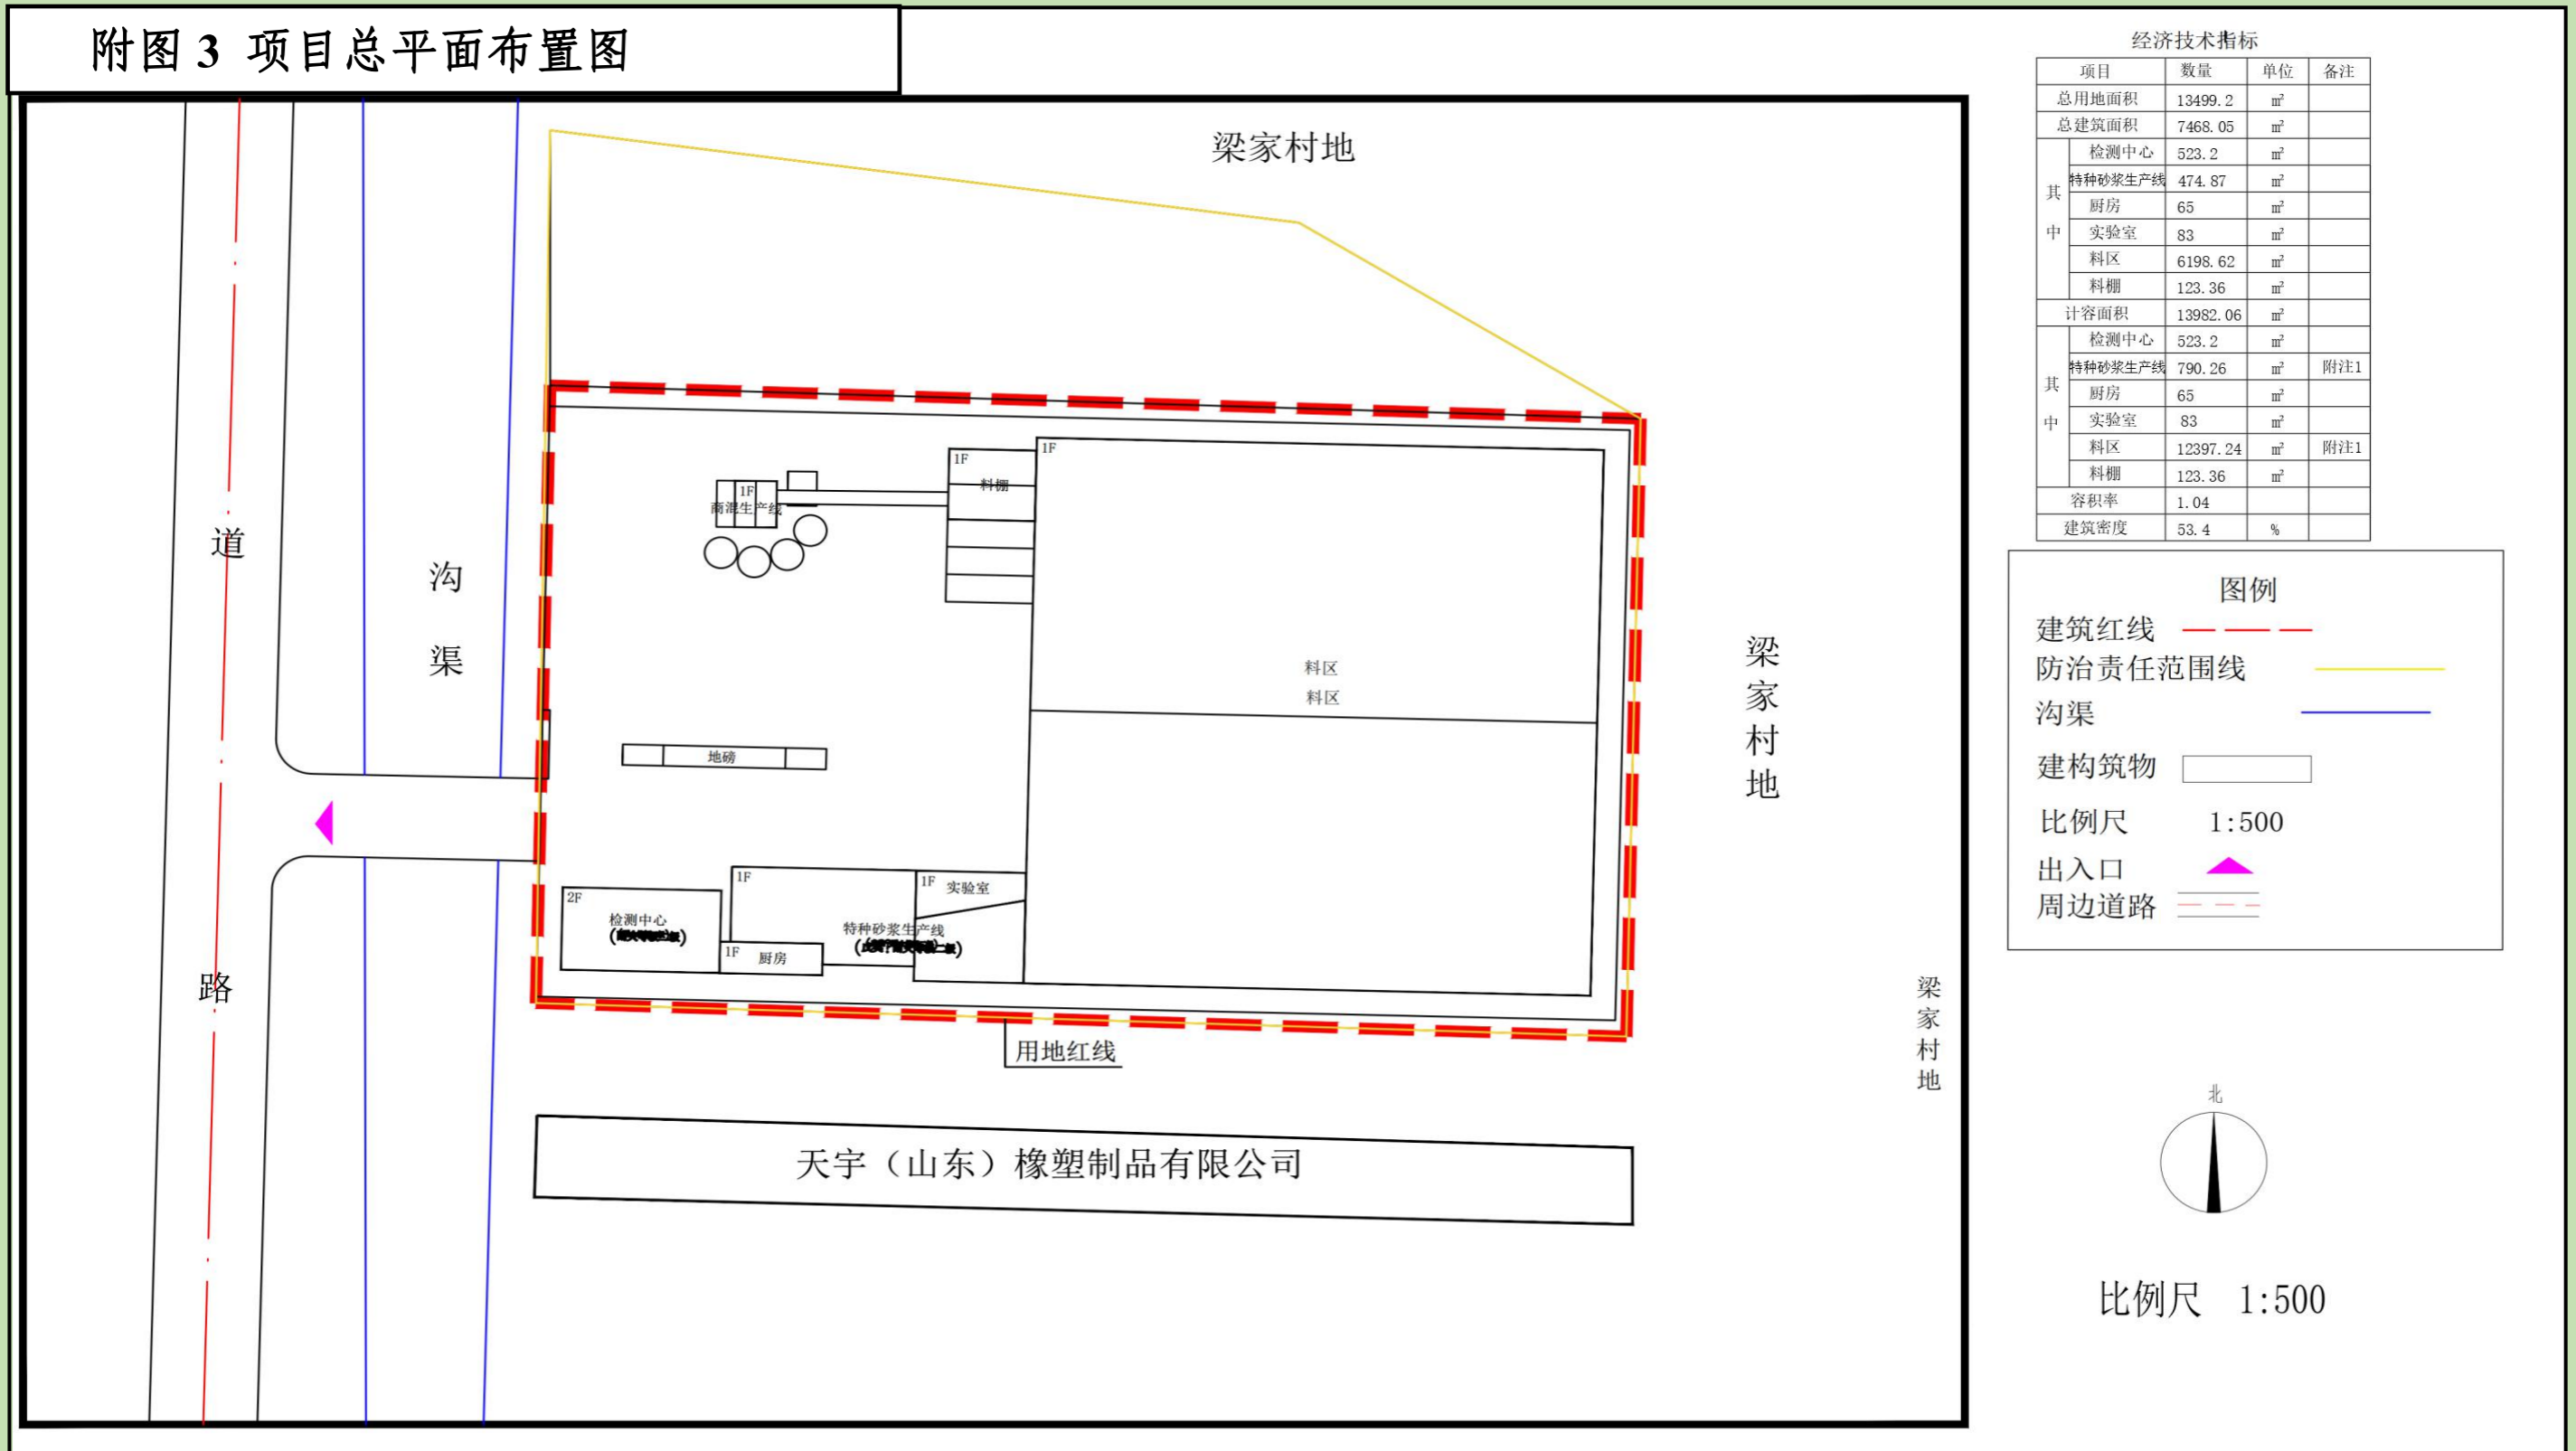 附图 3 项目总平面布置图
梁家村地
道
路
沟
渠
1F
料棚
1F
1F
商混生产线
料区
料区
地磅
梁
家
村
地
2F
检测中心
1F
特种砂浆生产线
1F 实验室
1F 厨房
用地红线
梁
家
村
地
天宇（山东）橡塑制品有限公司
经济技术指标
项目 数量 单位 备注
总用地面积 13499.2 ㎡
总建筑面积 7468.05 ㎡
其中
检测中心 523.2 ㎡
特种砂浆生产线 474.87 ㎡
厨房 65 ㎡
实验室 83 ㎡
料区 6198.62 ㎡
料棚 123.36 ㎡
计容面积 13982.06 ㎡
其中
检测中心 523.2 ㎡
特种砂浆生产线 790.26 ㎡ 附注1
厨房 65 ㎡
实验室 83 ㎡
料区 12397.24 ㎡ 附注1
料棚 123.36 ㎡
容积率 1.04
建筑密度 53.4 %
图例
建筑红线
防治责任范围线
沟渠
建构筑物
比例尺 1:500
出入口
周边道路
北
比例尺 1:500